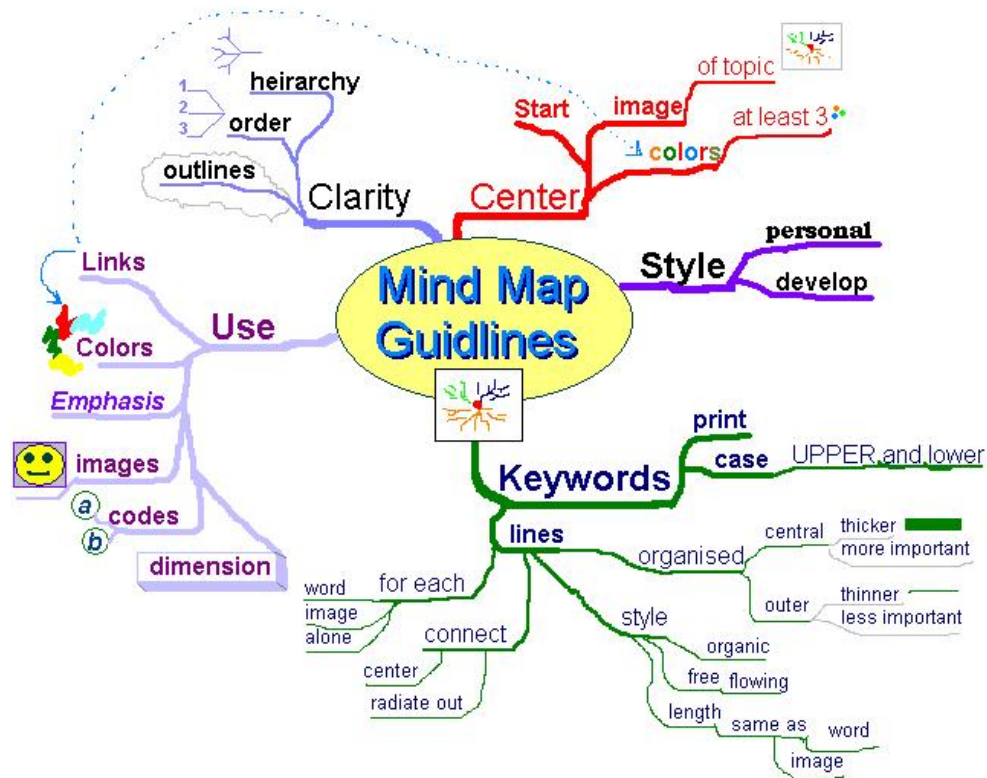 Mind Map
Guidlines
Center
Start
image
of topic
colors
at least 3
Style
personal
develop
Keywords
print
case
UPPER and lower
lines
organised
central
thicker
more important
outer
thinner
less important
style
organic
free flowing
length
same as
word
image
connect
center
radiate out
for each
word
image
alone
Use
Links
Colors
Emphasis
images
codes
a
b
dimension
Clarity
heirarchy
order
1
2
3
outlines